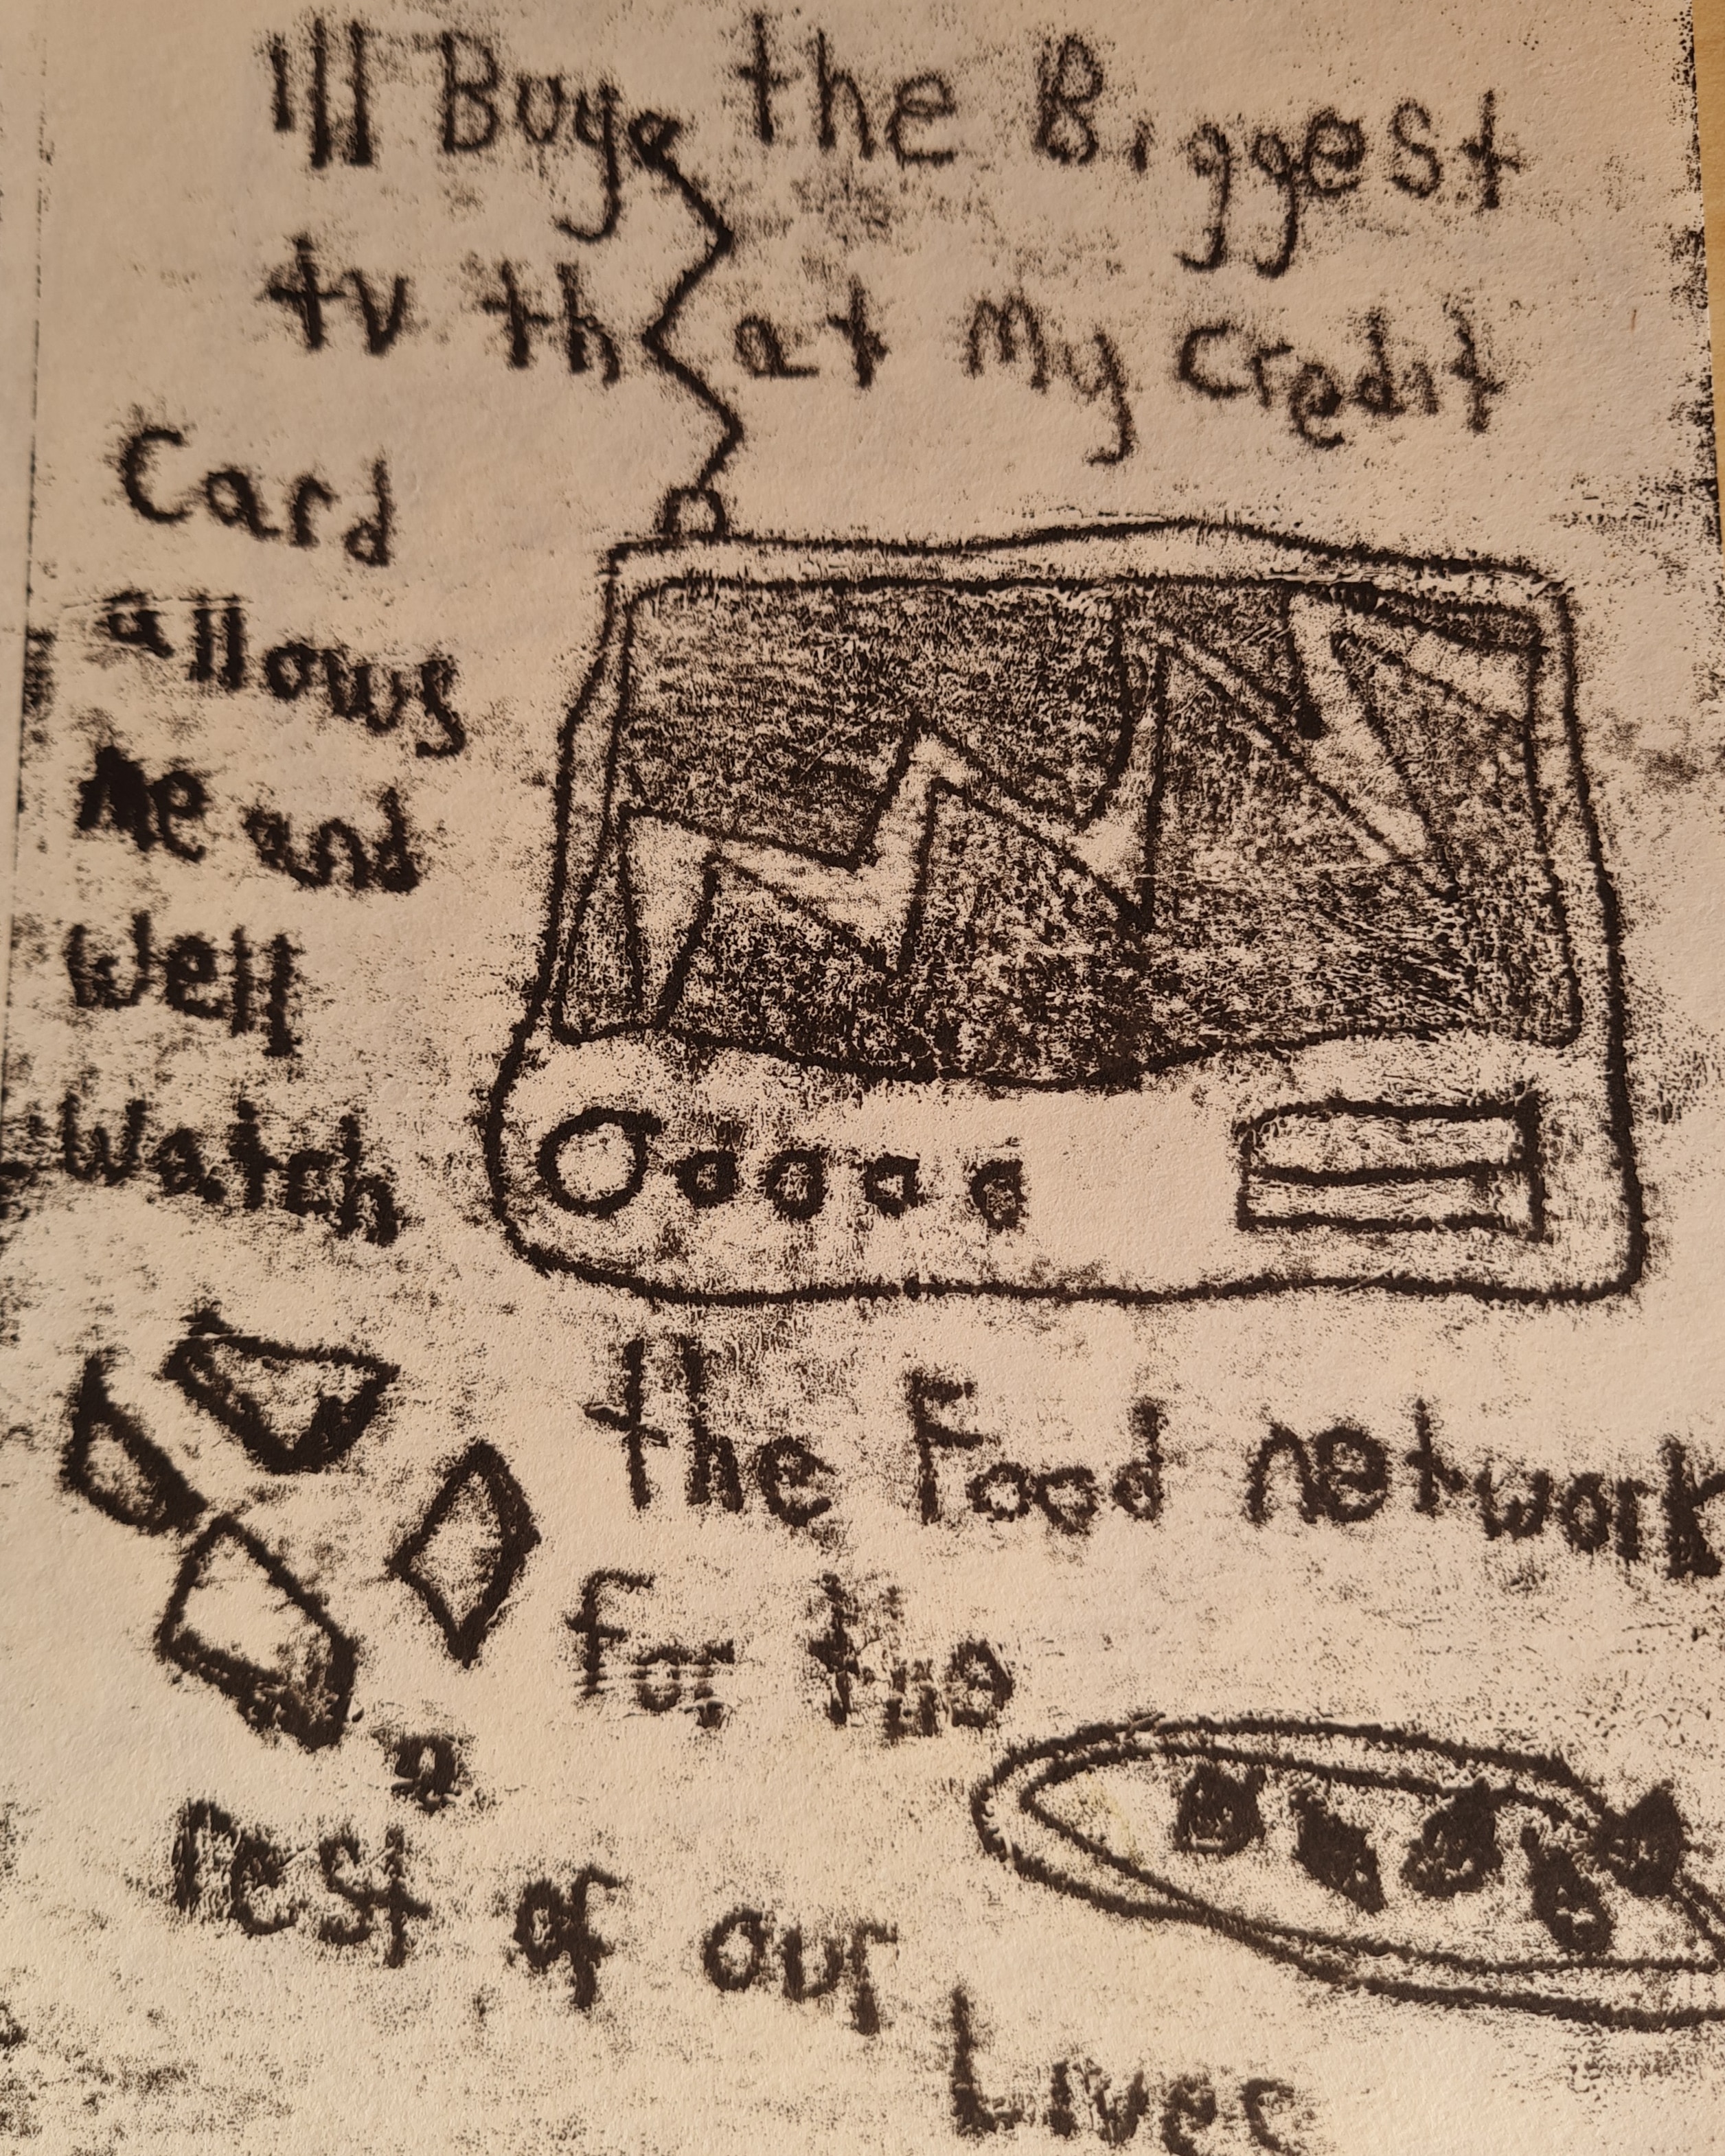 Ill Buy the Biggest
tv that my credit
Card
allows
me and
well
watch
the Food network
for the
rest of our
Lives